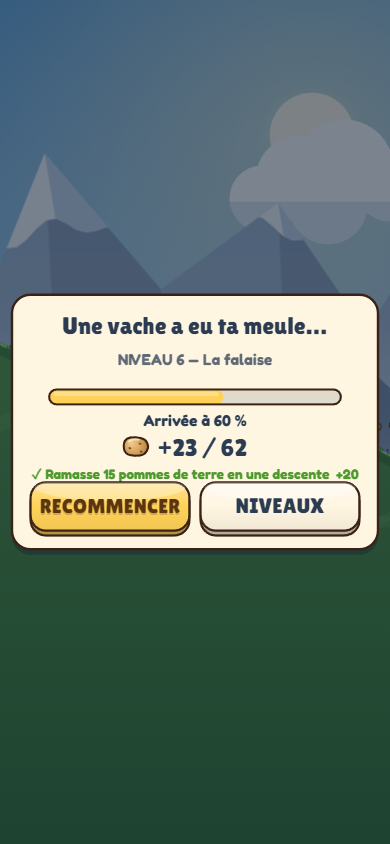 Une vache a eu ta meule...
NIVEAU 6 – La falaise
Arrivée à 60 %
+23 / 62
✓ Ramasse 15 pommes de terre en une descente +20
RECOMMENCER
NIVEAUX